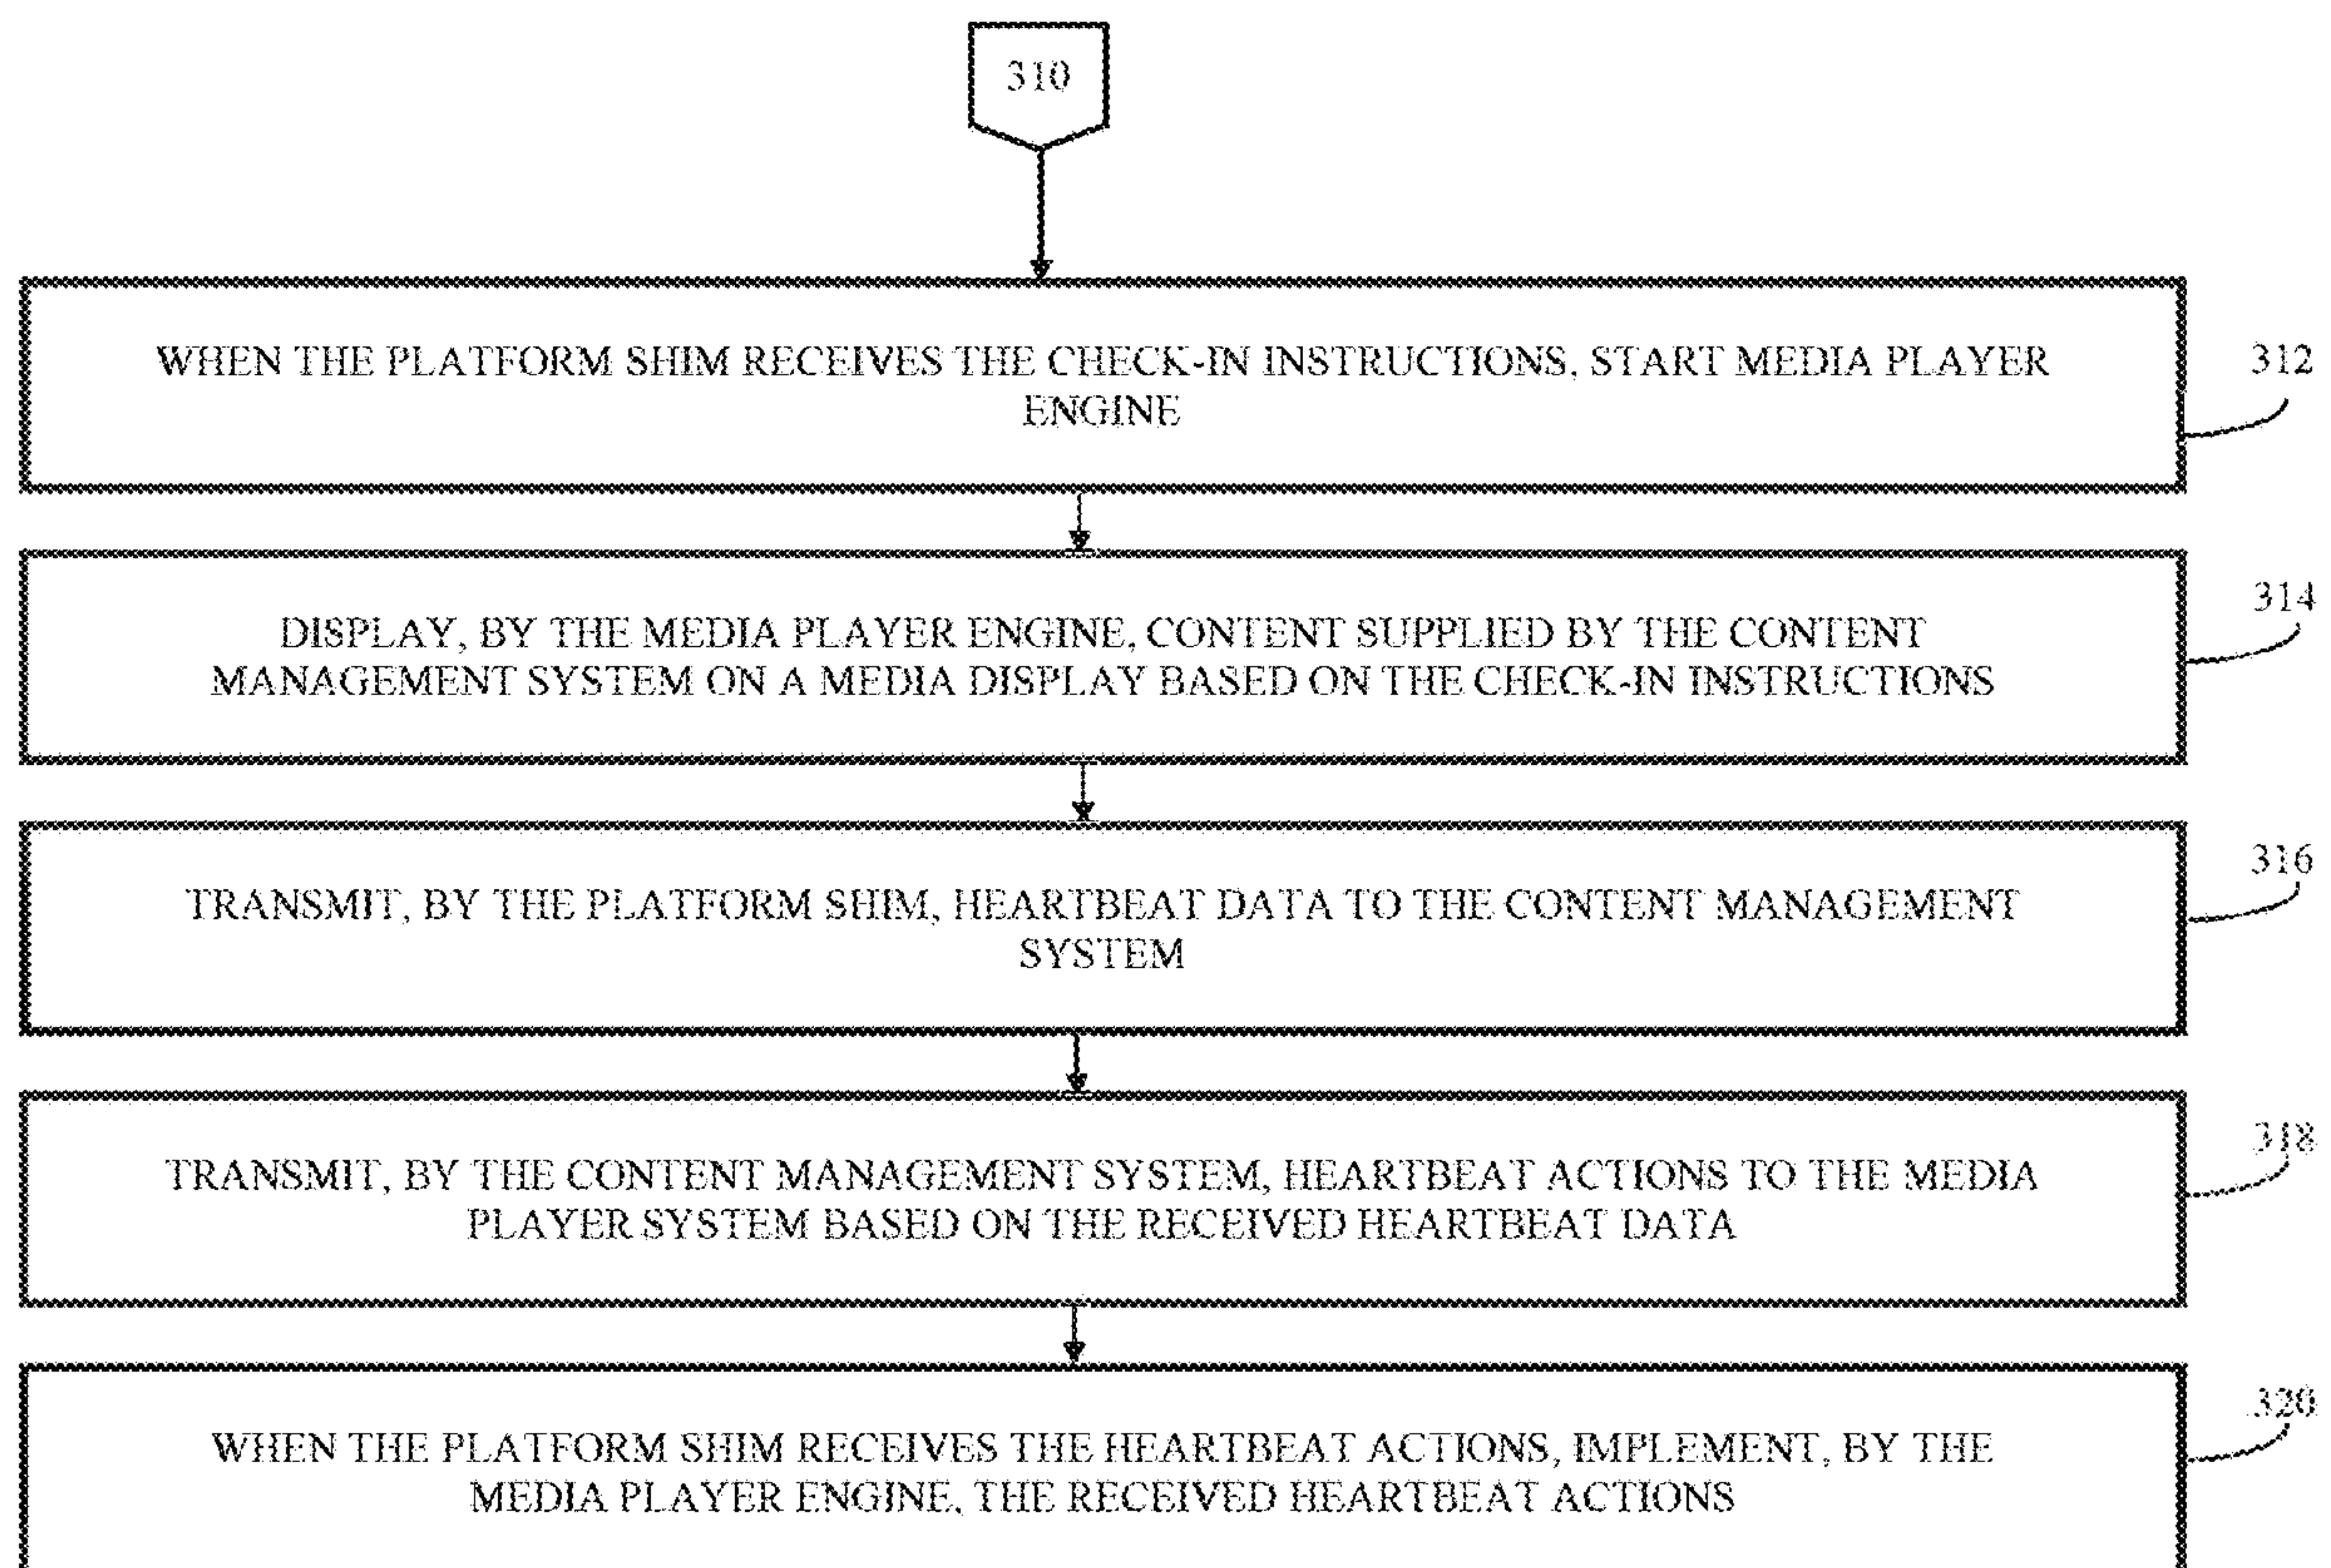 310
WHEN THE PLATFORM SHIM RECEIVES THE CHECK-IN INSTRUCTIONS, START MEDIA PLAYER
ENGINE
312
DISPLAY, BY THE MEDIA PLAYER ENGINE, CONTENT SUPPLIED BY THE CONTENT
MANAGEMENT SYSTEM ON A MEDIA DISPLAY BASED ON THE CHECK-IN INSTRUCTIONS
314
TRANSMIT, BY THE PLATFORM SHIM, HEARTBEAT DATA TO THE CONTENT MANAGEMENT
SYSTEM
316
TRANSMIT, BY THE CONTENT MANAGEMENT SYSTEM, HEARTBEAT ACTIONS TO THE MEDIA
PLAYER SYSTEM BASED ON THE RECEIVED HEARTBEAT DATA
318
WHEN THE PLATFORM SHIM RECEIVES THE HEARTBEAT ACTIONS, IMPLEMENT, BY THE
MEDIA PLAYER ENGINE, THE RECEIVED HEARTBEAT ACTIONS
320